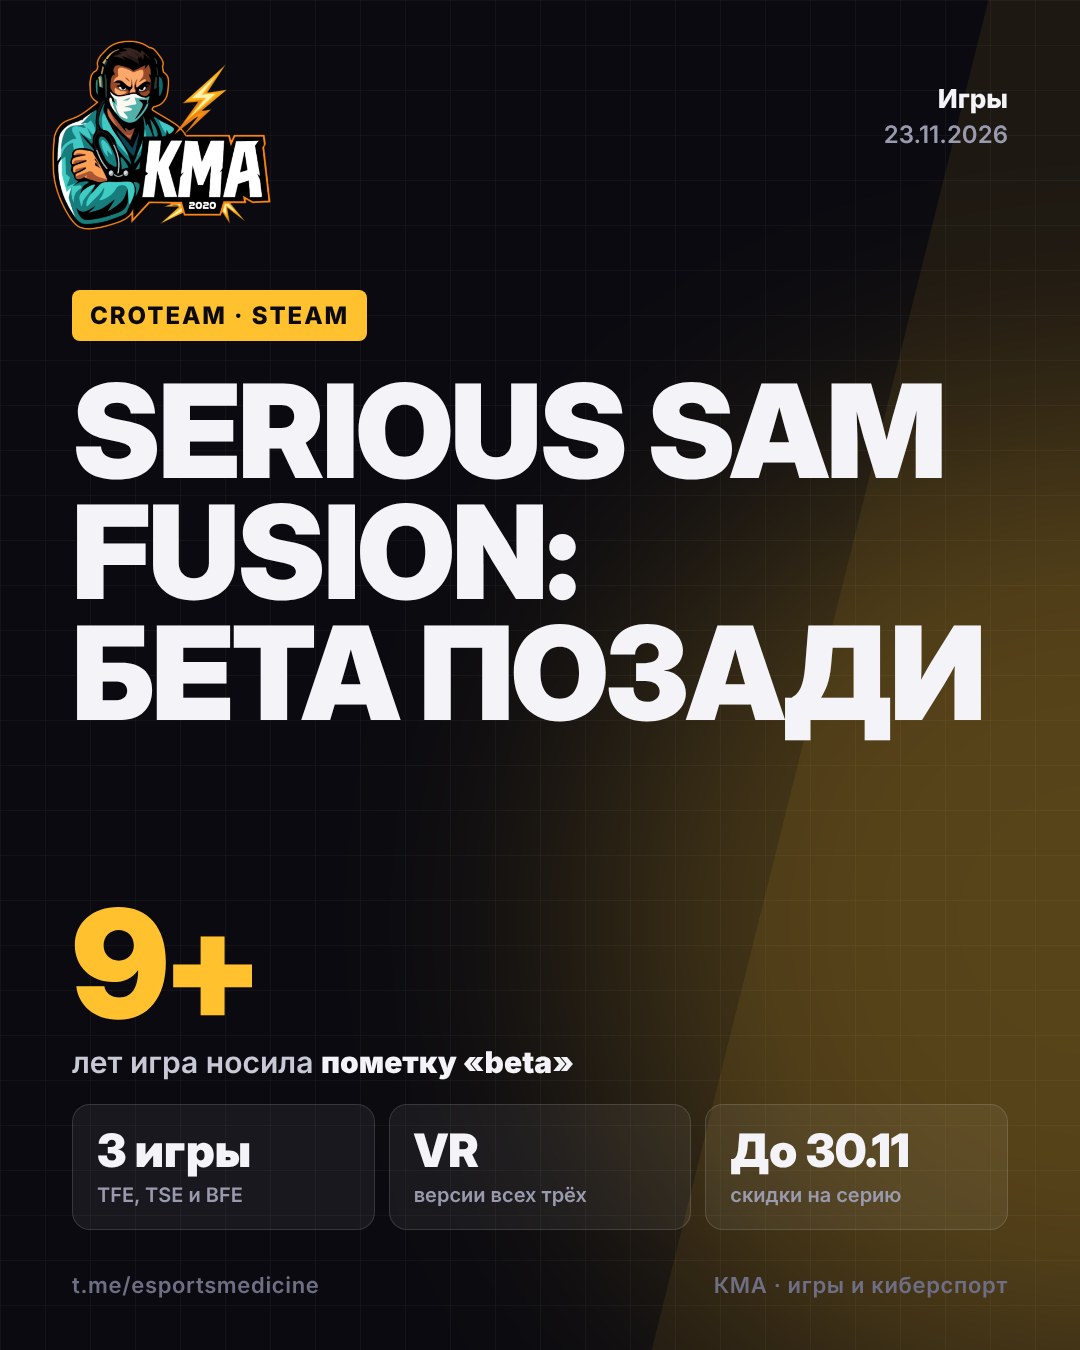 KMA
2020
Игры
23.11.2026
CROTEAM · STEAM
SERIOUS SAM
FUSION:
БЕТА ПОЗАДИ
9+
лет игра носила пометку «beta»
3 игры
TFE, TSE и BFE
VR
версии всех трёх
До 30.11
скидки на серию
t.me/esportsmedicine
КМА · игры и киберспорт